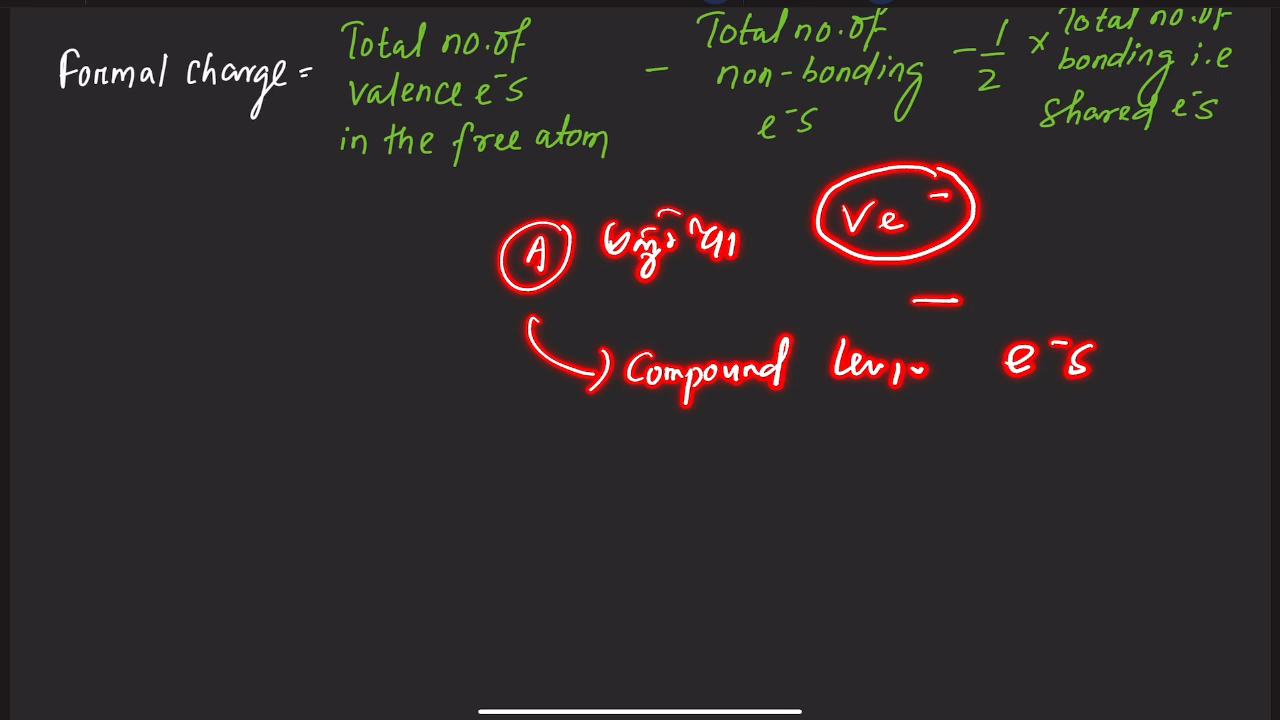 Formal charge = Total no. of valence e⁻s in the free atom - Total no. of non-bonding e⁻s - 1/2 × Total no. of bonding i.e shared e⁻s
A Ve⁻
—
Compound e⁻s